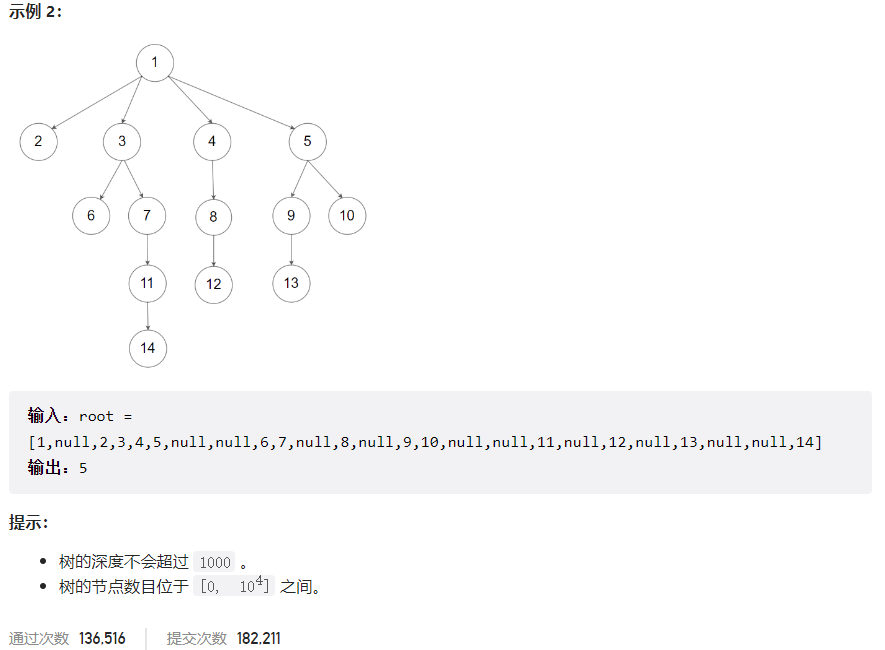 示例 2：
1
2 3 4 5
6 7 8 9 10
11 12 13
14
输入：root =
[1,null,2,3,4,5,null,null,6,7,null,8,null,9,10,null,null,11,null,12,null,13,null,null,14]
输出：5
提示：
树的深度不会超过 1000 。
树的节点数目位于 [0, 10^4] 之间。
通过次数 136,516 提交次数 182,211